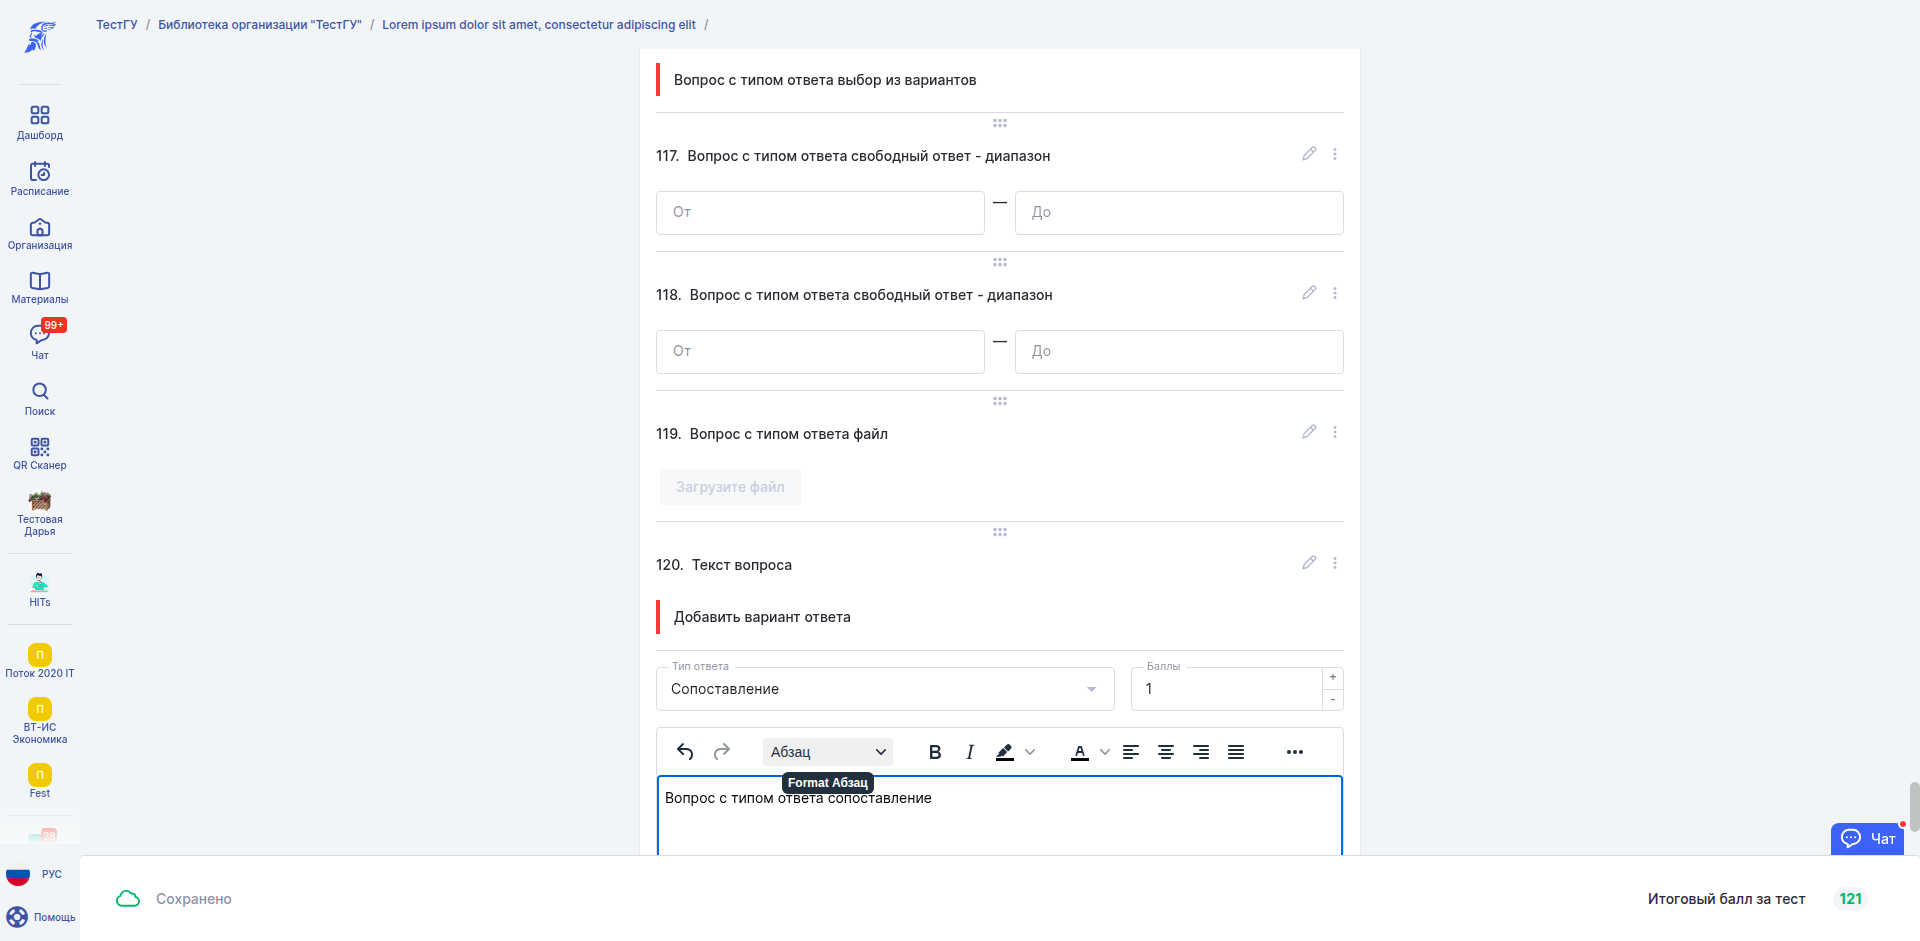 ТестГУ / Библиотека организации "ТестГУ" / Lorem ipsum dolor sit amet, consectetur adipiscing elit /
Дашборд
Расписание
Организация
Материалы
99+
Чат
Поиск
QR Сканер
Тестовая
Дарья
HITs
П
Поток 2020 IT
П
ВТ-ИС
Экономика
П
Fest
28
РУС
Помощь
Вопрос с типом ответа выбор из вариантов
117. Вопрос с типом ответа свободный ответ - диапазон
От — До
118. Вопрос с типом ответа свободный ответ - диапазон
От — До
119. Вопрос с типом ответа файл
Загрузите файл
120. Текст вопроса
Добавить вариант ответа
Тип ответа
Сопоставление
Баллы
1
+
-
Абзац B I A
Format Абзац
Вопрос с типом ответа сопоставление
Чат
Сохранено
Итоговый балл за тест 121